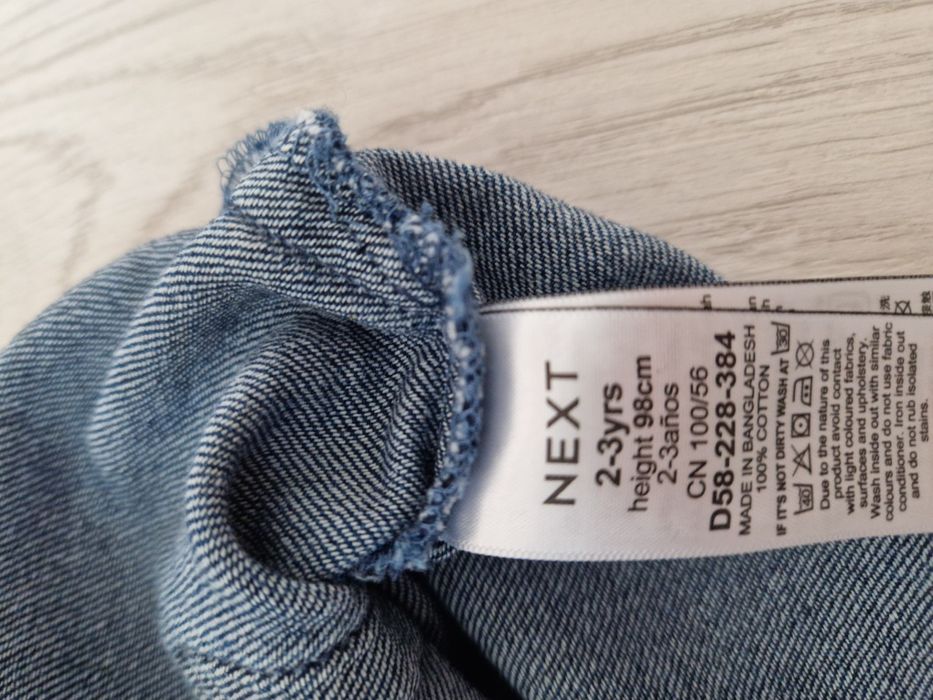 NEXT
2-3yrs
height 98cm
2-3años
CN 100/56
D58-228-384
MADE IN BANGLADESH
100% COTTON
IF IT'S NOT DIRTY WASH AT 30
40
Due to the nature of this
product avoid contact
with light coloured fabrics,
surfaces and upholstery.
Wash inside out with similar
colours and do not use fabric
conditioner. Iron inside out
and do not rub isolated
stains.